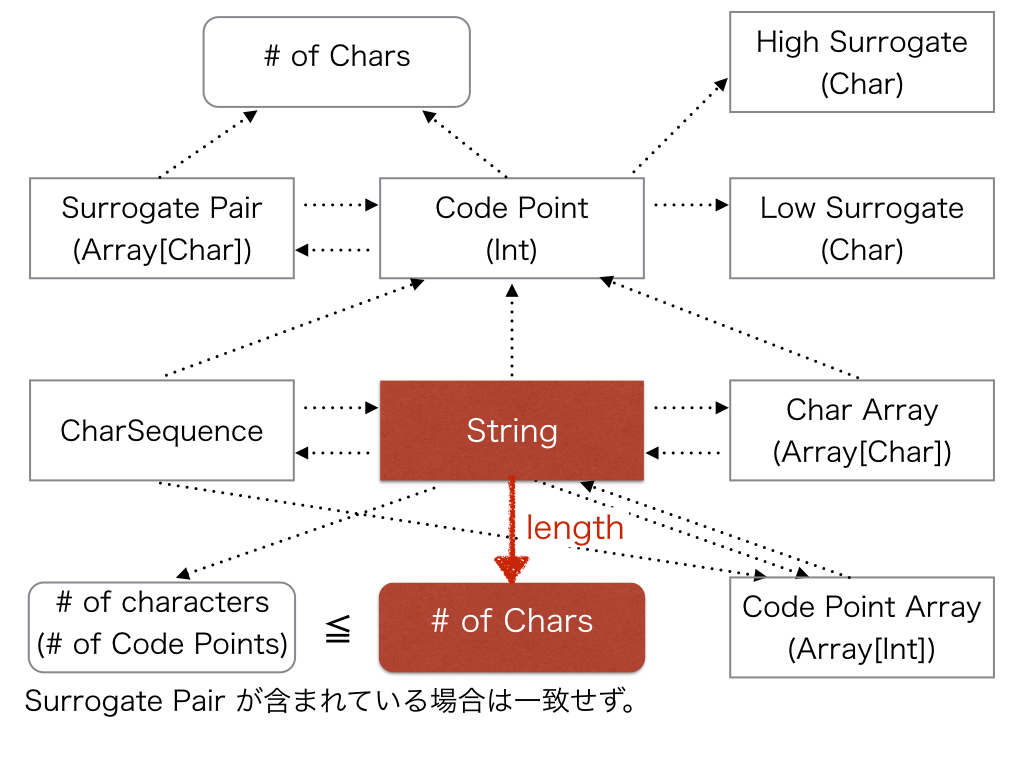 # of Chars
High Surrogate
(Char)
Surrogate Pair
(Array[Char])
Code Point
(Int)
Low Surrogate
(Char)
CharSequence
String
Char Array
(Array[Char])
length
# of characters
(# of Code Points)
≦
# of Chars
Code Point Array
(Array[Int])
Surrogate Pair が含まれている場合は一致せず。